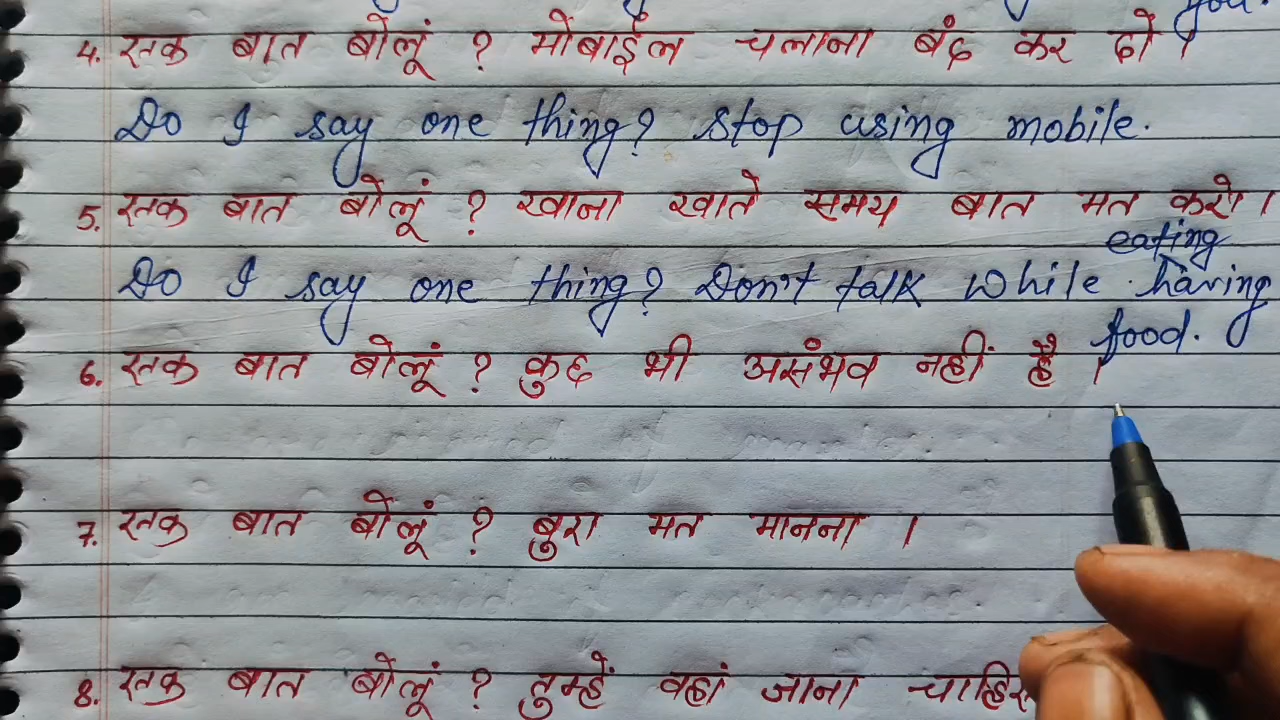 you.
4. एक बात बोलूं ? मोबाईल चलाना बंद कर दो ।
Do I say one thing? Stop using mobile.
5. एक बात बोलूं ? खाना खाते समय बात मत करो ।
eating
Do I say one thing? Don't talk while having
food.
6. एक बात बोलूं ? कुछ भी असंभव नहीं है ।
7. एक बात बोलूं ? बुरा मत मानना ।
8. एक बात बोलूं ? तुम्हें वहां जाना